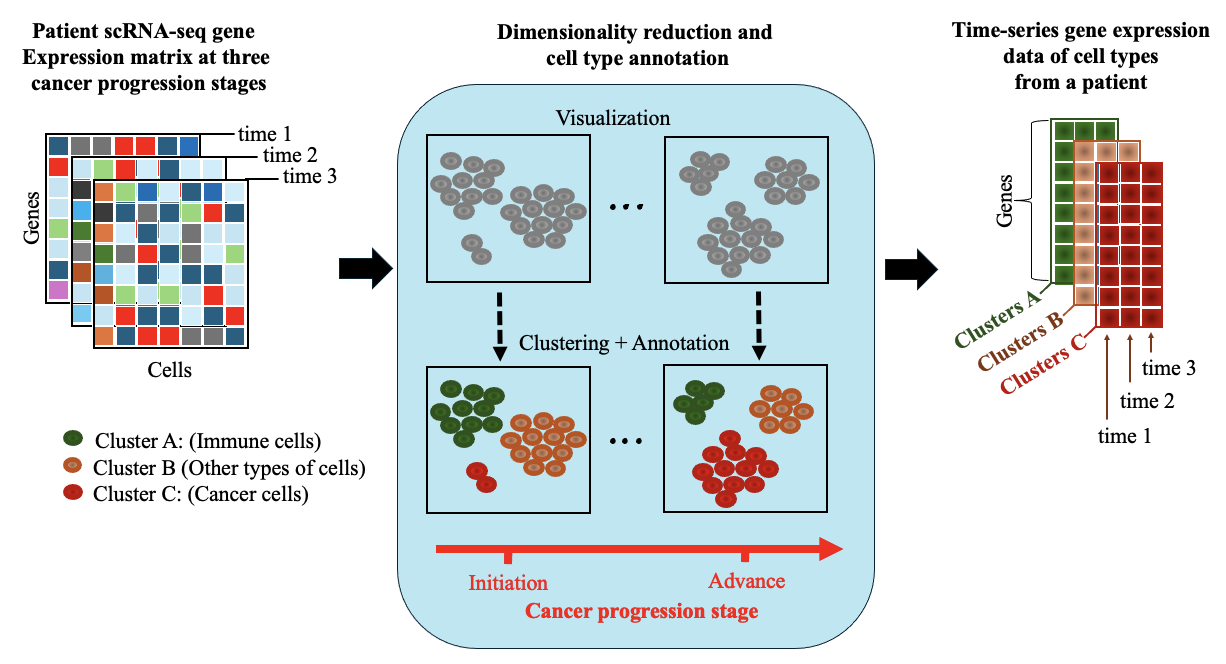 Patient scRNA-seq gene
Expression matrix at three
cancer progression stages
time 1
time 2
time 3
Genes
Cells
Cluster A: (Immune cells)
Cluster B (Other types of cells)
Cluster C: (Cancer cells)
Dimensionality reduction and
cell type annotation
Visualization
...
Clustering + Annotation
...
Initiation
Advance
Cancer progression stage
Time-series gene expression
data of cell types
from a patient
Genes
Clusters A
Clusters B
Clusters C
time 3
time 2
time 1